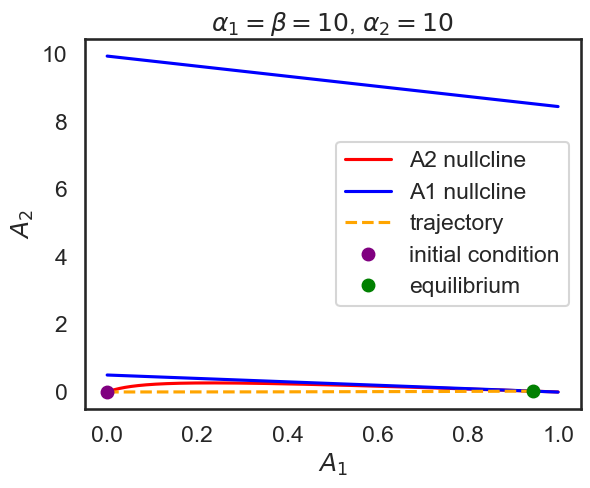 α₁ = β = 10, α₂ = 10
10
8
6
4
2
0
A₂
A2 nullcline
A1 nullcline
trajectory
initial condition
equilibrium
0.0 0.2 0.4 0.6 0.8 1.0
A₁